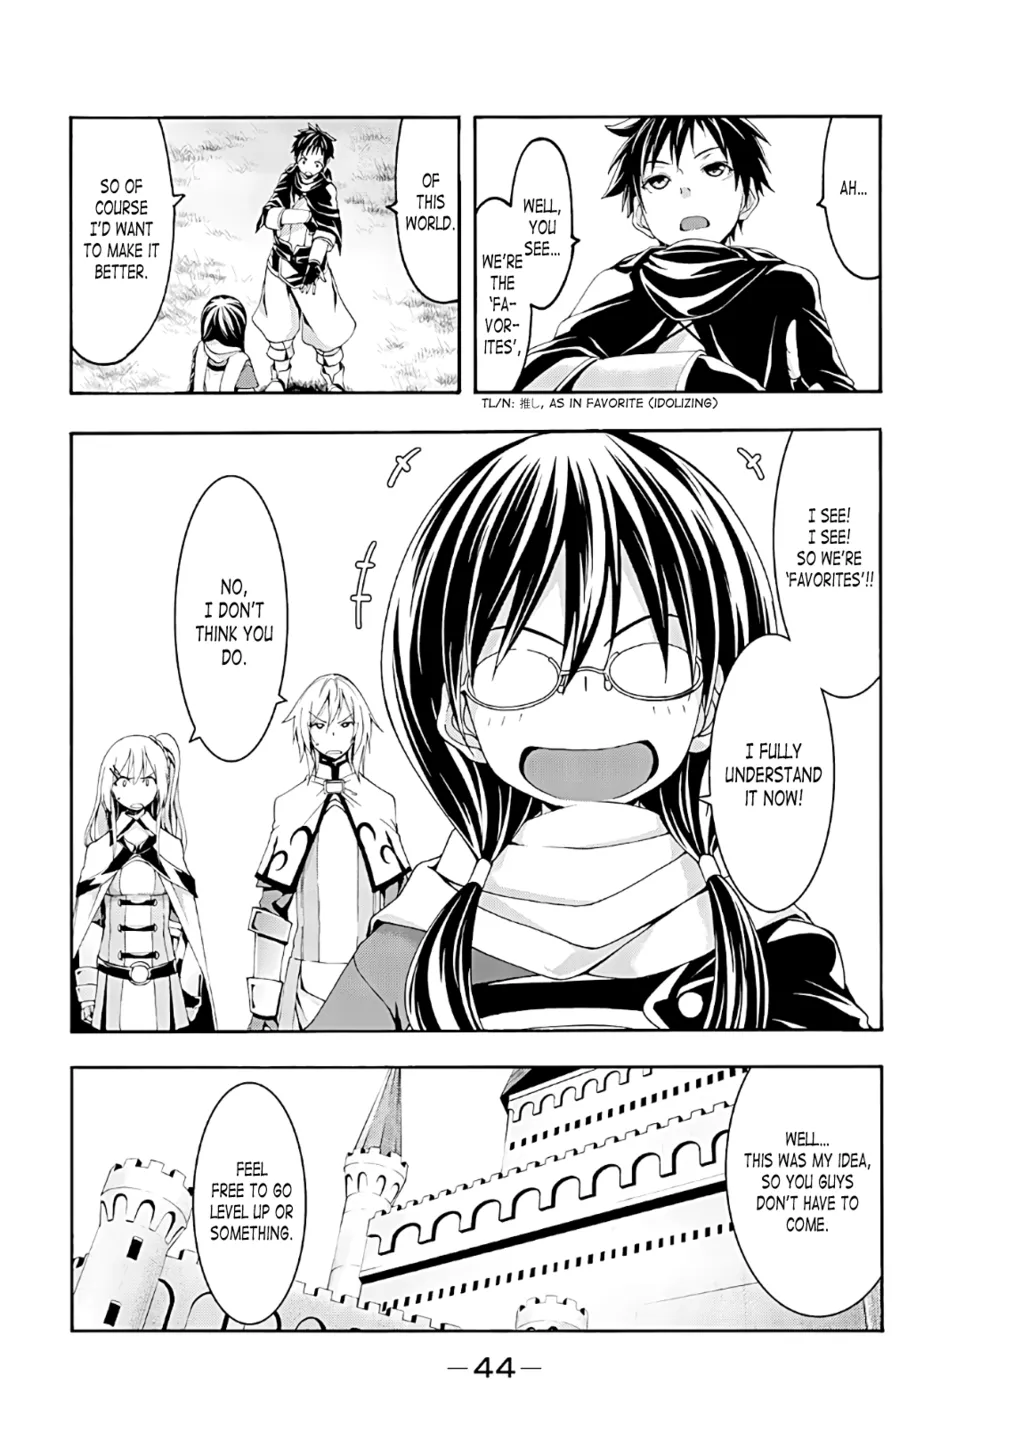 AH...
WELL,
YOU
SEE...
WE'RE
THE
'FA-
VOR-
ITES',
TL/N: 推し, AS IN FAVORITE (IDOLIZING)
OF
THIS
WORLD.
SO OF
COURSE
I'D WANT
TO MAKE IT
BETTER.
I SEE!
I SEE!
SO WE'RE
'FAVORITES'!!
I FULLY
UNDERSTAND
IT NOW!
NO,
I DON'T
THINK YOU
DO.
WELL...
THIS WAS MY IDEA,
SO YOU GUYS
DON'T HAVE TO
COME.
FEEL
FREE TO GO
LEVEL UP OR
SOMETHING.
—44—